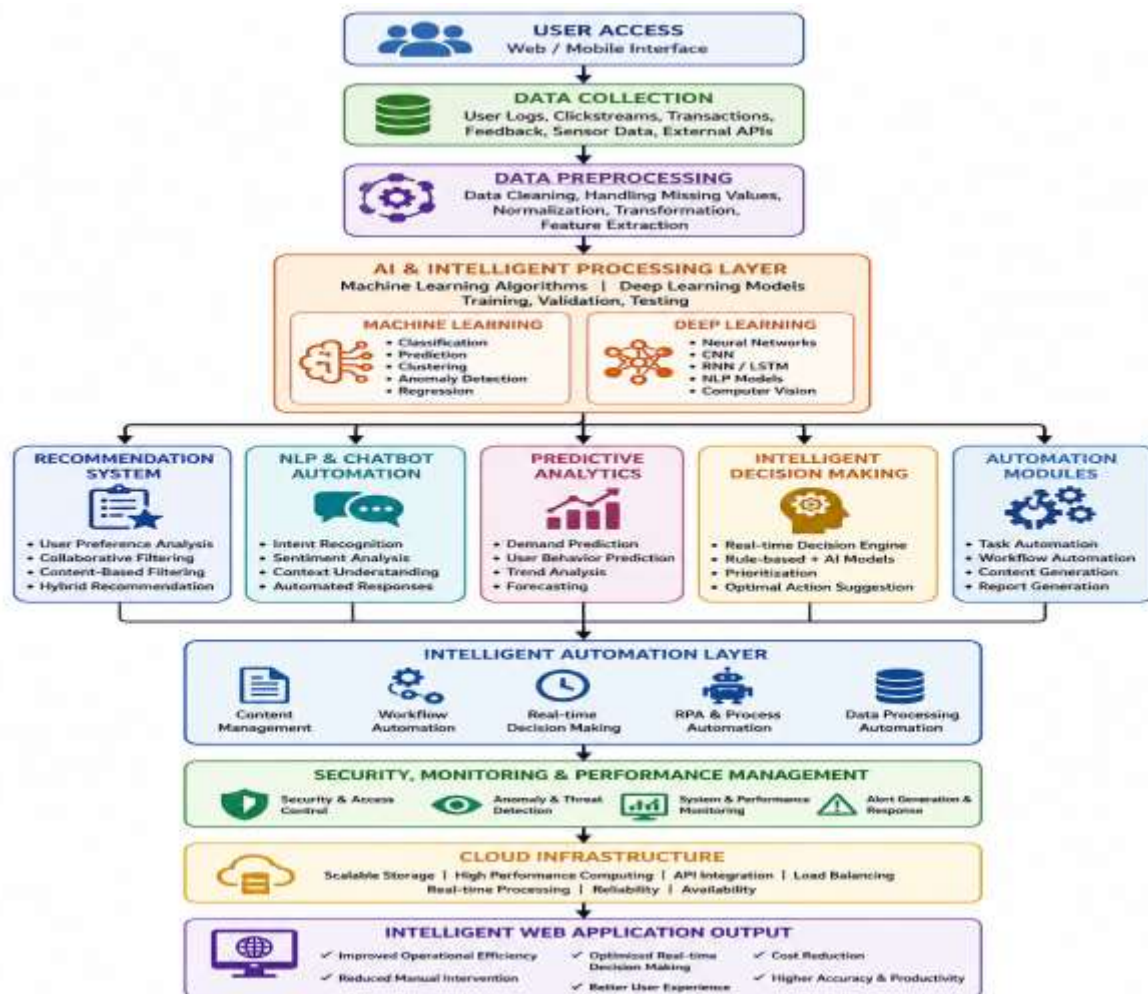 USER ACCESS
Web / Mobile Interface
DATA COLLECTION
User Logs, Clickstreams, Transactions,
Feedback, Sensor Data, External APIs
DATA PREPROCESSING
Data Cleaning, Handling Missing Values,
Normalization, Transformation,
Feature Extraction
AI & INTELLIGENT PROCESSING LAYER
Machine Learning Algorithms | Deep Learning Models
Training, Validation, Testing
MACHINE LEARNING
• Classification
• Prediction
• Clustering
• Anomaly Detection
• Regression
DEEP LEARNING
• Neural Networks
• CNN
• RNN / LSTM
• NLP Models
• Computer Vision
RECOMMENDATION
SYSTEM
• User Preference Analysis
• Collaborative Filtering
• Content-Based Filtering
• Hybrid Recommendation
NLP & CHATBOT
AUTOMATION
• Intent Recognition
• Sentiment Analysis
• Context Understanding
• Automated Responses
PREDICTIVE
ANALYTICS
• Demand Prediction
• User Behavior Prediction
• Trend Analysis
• Forecasting
INTELLIGENT
DECISION MAKING
• Real-time Decision Engine
• Rule-based + AI Models
• Prioritization
• Optimal Action Suggestion
AUTOMATION
MODULES
• Task Automation
• Workflow Automation
• Content Generation
• Report Generation
INTELLIGENT AUTOMATION LAYER
Content
Management
Workflow
Automation
Real-time
Decision Making
RPA & Process
Automation
Data Processing
Automation
SECURITY, MONITORING & PERFORMANCE MANAGEMENT
Security & Access
Control
Anomaly & Threat
Detection
System & Performance
Monitoring
Alert Generation &
Response
CLOUD INFRASTRUCTURE
Scalable Storage | High Performance Computing | API Integration | Load Balancing
Real-time Processing | Reliability | Availability
INTELLIGENT WEB APPLICATION OUTPUT
✓ Improved Operational Efficiency
✓ Reduced Manual Intervention
✓ Optimized Real-time
Decision Making
✓ Better User Experience
✓ Cost Reduction
✓ Higher Accuracy & Productivity